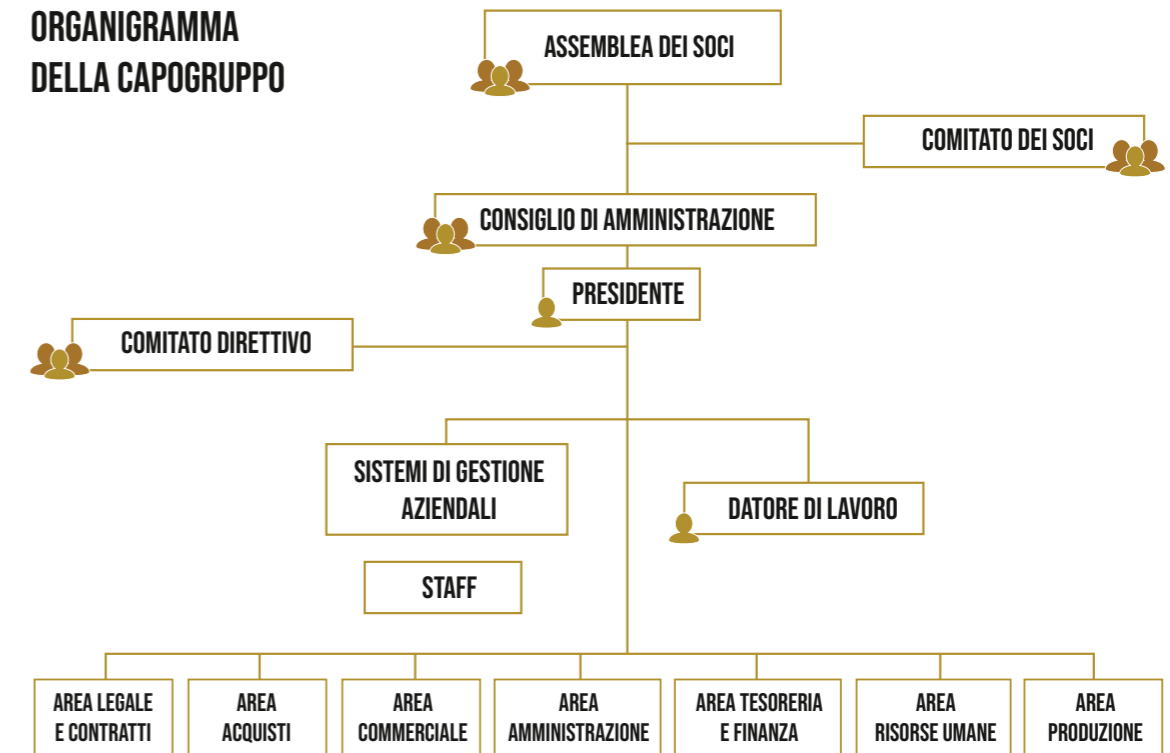 ORGANIGRAMMA
DELLA CAPOGRUPPO
ASSEMBLEA DEI SOCI
COMITATO DEI SOCI
CONSIGLIO DI AMMINISTRAZIONE
PRESIDENTE
COMITATO DIRETTIVO
SISTEMI DI GESTIONE
AZIENDALI
DATORE DI LAVORO
STAFF
AREA LEGALE
E CONTRATTI
AREA
ACQUISTI
AREA
COMMERCIALE
AREA
AMMINISTRAZIONE
AREA TESORERIA
E FINANZA
AREA
RISORSE UMANE
AREA
PRODUZIONE